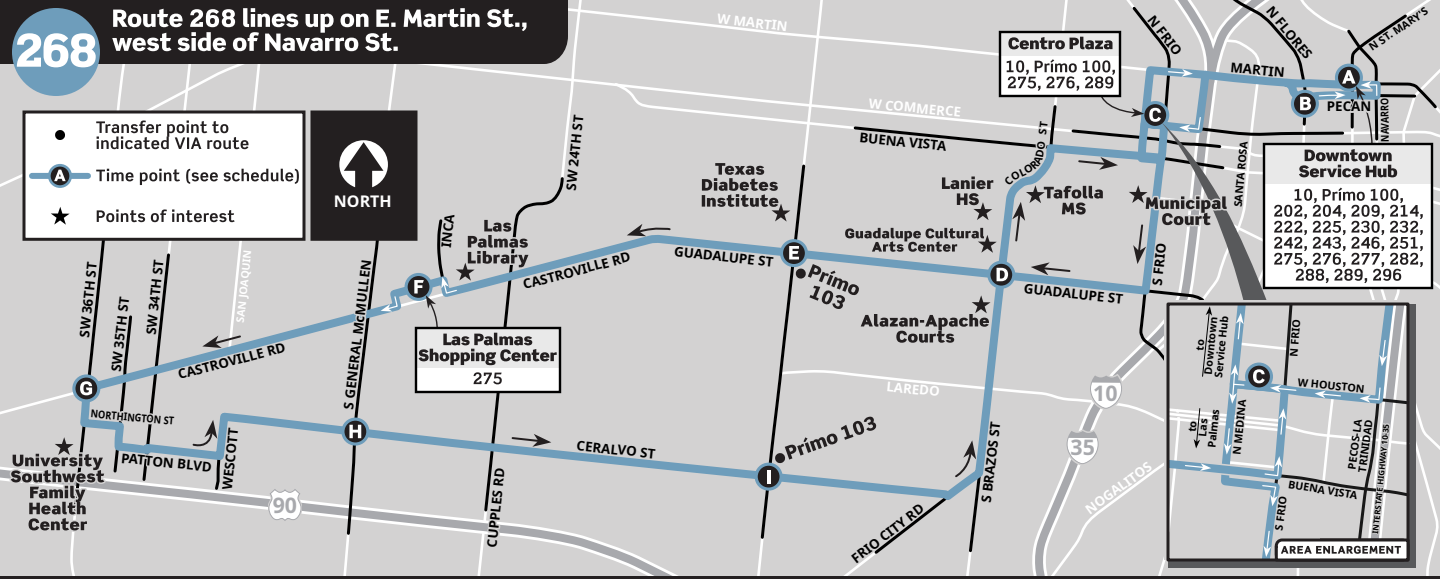 268
Route 268 lines up on E. Martin St.,
west side of Navarro St.
Transfer point to
indicated VIA route
A
Time point (see schedule)
Points of interest
NORTH
W MARTIN
W COMMERCE
BUENA VISTA
COLORADO ST
N FRIO
N FLORES
N ST. MARY'S
MARTIN
A
B
PECAN
NAVARRO
SANTA ROSA
Centro Plaza
10, Prímo 100,
275, 276, 289
C
Downtown
Service Hub
10, Prímo 100,
202, 204, 209, 214,
222, 225, 230, 232,
242, 243, 246, 251,
275, 276, 277, 282,
288, 289, 296
Texas
Diabetes
Institute
Lanier
HS
Tafolla
MS
Municipal
Court
Guadalupe Cultural
Arts Center
SW 24TH ST
INCA
Las
Palmas
Library
CASTROVILLE RD
GUADALUPE ST
E
Prímo
103
D
GUADALUPE ST
S FRIO
Alazan-Apache
Courts
F
Las Palmas
Shopping Center
275
SW 36TH ST
SW 35TH ST
SW 34TH ST
SAN JOAQUIN
S GENERAL McMULLEN
CASTROVILLE RD
G
NORTHINGTON ST
PATTON BLVD
WESCOTT
University
Southwest
Family
Health
Center
90
H
CERALVO ST
CUPPLES RD
Prímo 103
I
LAREDO
S BRAZOS ST
FRIO CITY RD
NOGALITOS
10
35
to
Downtown
Service Hub
N FRIO
C
W HOUSTON
to
Las
Palmas
N MEDINA
PECOS-LA
TRINIDAD
INTERSTATE HIGHWAY 10-35
BUENA VISTA
S FRIO
AREA ENLARGEMENT